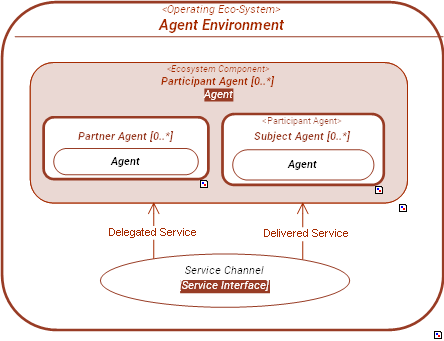 <Operating Eco-System>
Agent Environment
<Ecosystem Component>
Participant Agent [0..*]
Agent
Partner Agent [0..*]
Agent
<Participant Agent>
Subject Agent [0..*]
Agent
Delegated Service
Delivered Service
Service Channel
Service Interface